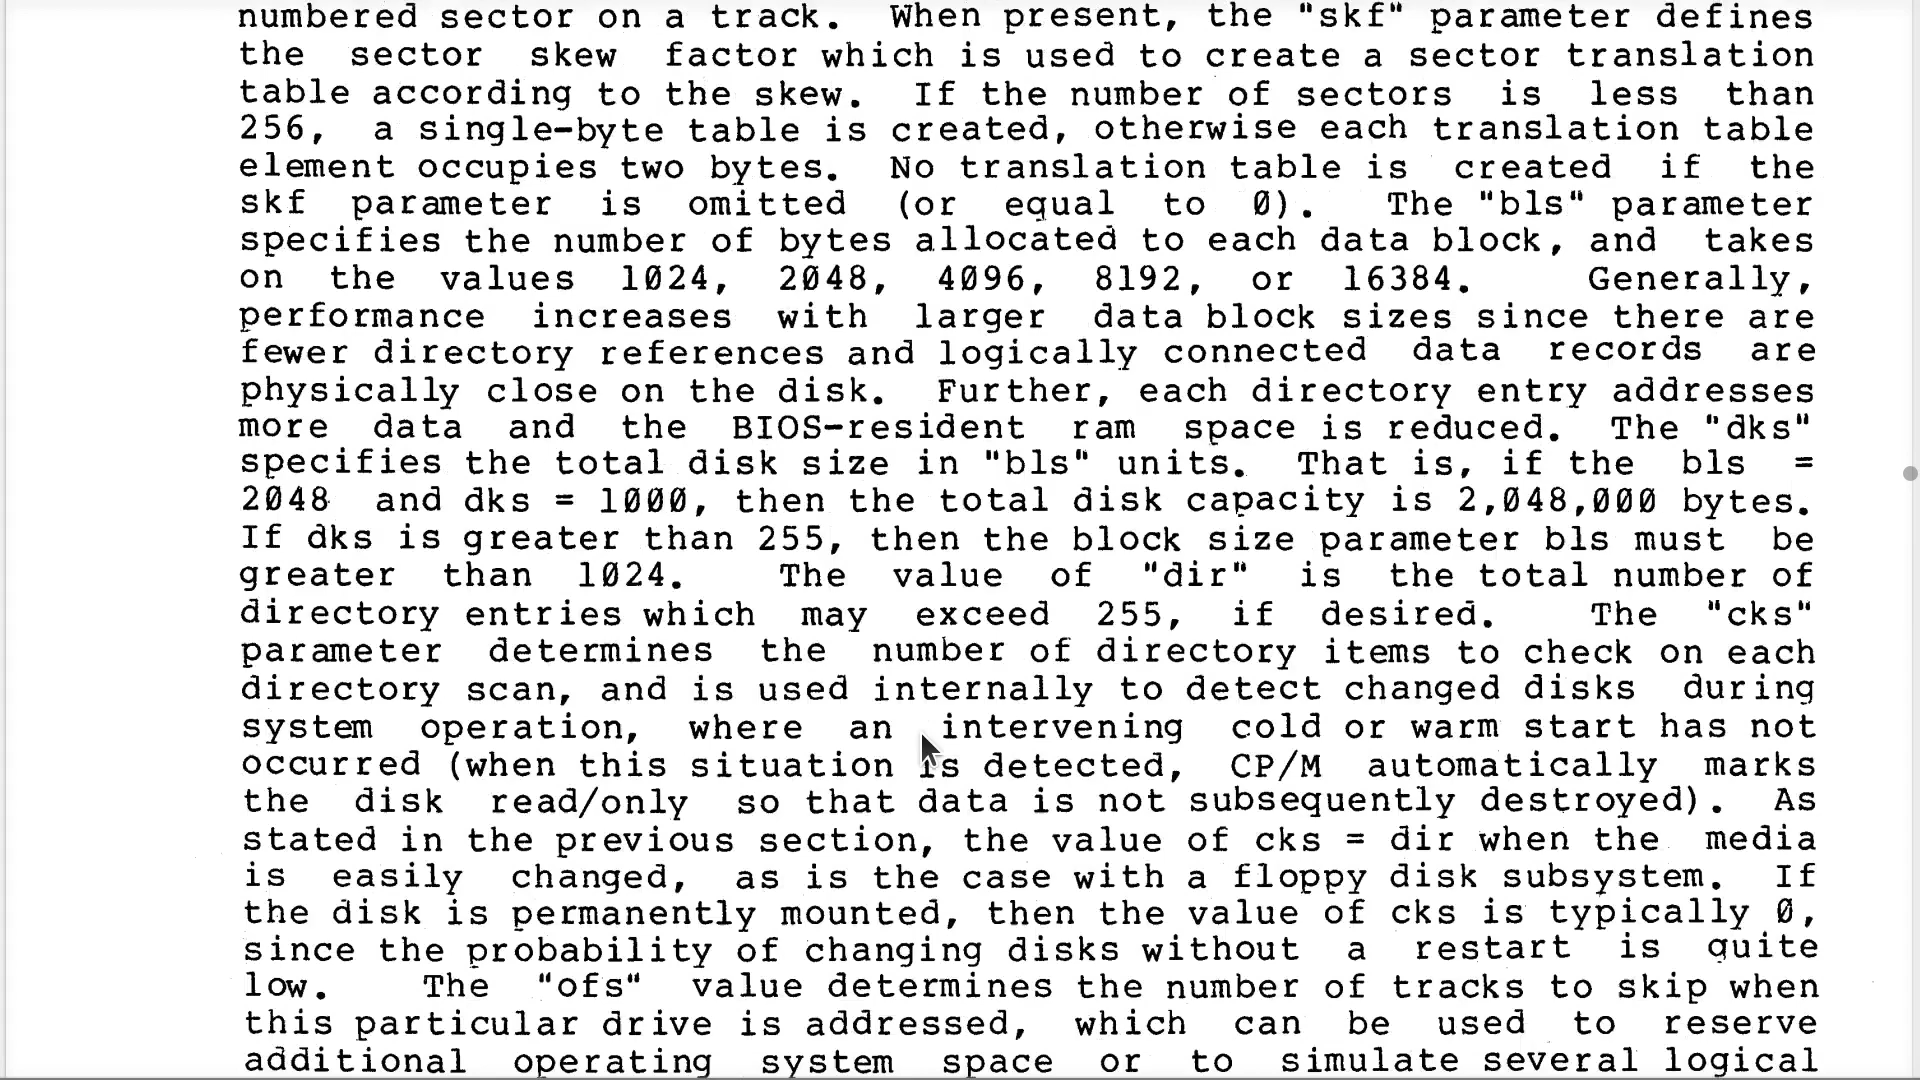 numbered sector on a track. When present, the "skf" parameter defines
the sector skew factor which is used to create a sector translation
table according to the skew. If the number of sectors is less than
256, a single-byte table is created, otherwise each translation table
element occupies two bytes. No translation table is created if the
skf parameter is omitted (or equal to 0). The "bls" parameter
specifies the number of bytes allocated to each data block, and takes
on the values 1024, 2048, 4096, 8192, or 16384. Generally,
performance increases with larger data block sizes since there are
fewer directory references and logically connected data records are
physically close on the disk. Further, each directory entry addresses
more data and the BIOS-resident ram space is reduced. The "dks"
specifies the total disk size in "bls" units. That is, if the bls =
2048 and dks = 1000, then the total disk capacity is 2,048,000 bytes.
If dks is greater than 255, then the block size parameter bls must be
greater than 1024. The value of "dir" is the total number of
directory entries which may exceed 255, if desired. The "cks"
parameter determines the number of directory items to check on each
directory scan, and is used internally to detect changed disks during
system operation, where an intervening cold or warm start has not
occurred (when this situation is detected, CP/M automatically marks
the disk read/only so that data is not subsequently destroyed). As
stated in the previous section, the value of cks = dir when the media
is easily changed, as is the case with a floppy disk subsystem. If
the disk is permanently mounted, then the value of cks is typically 0,
since the probability of changing disks without a restart is quite
low. The "ofs" value determines the number of tracks to skip when
this particular drive is addressed, which can be used to reserve
additional operating system space or to simulate several logical